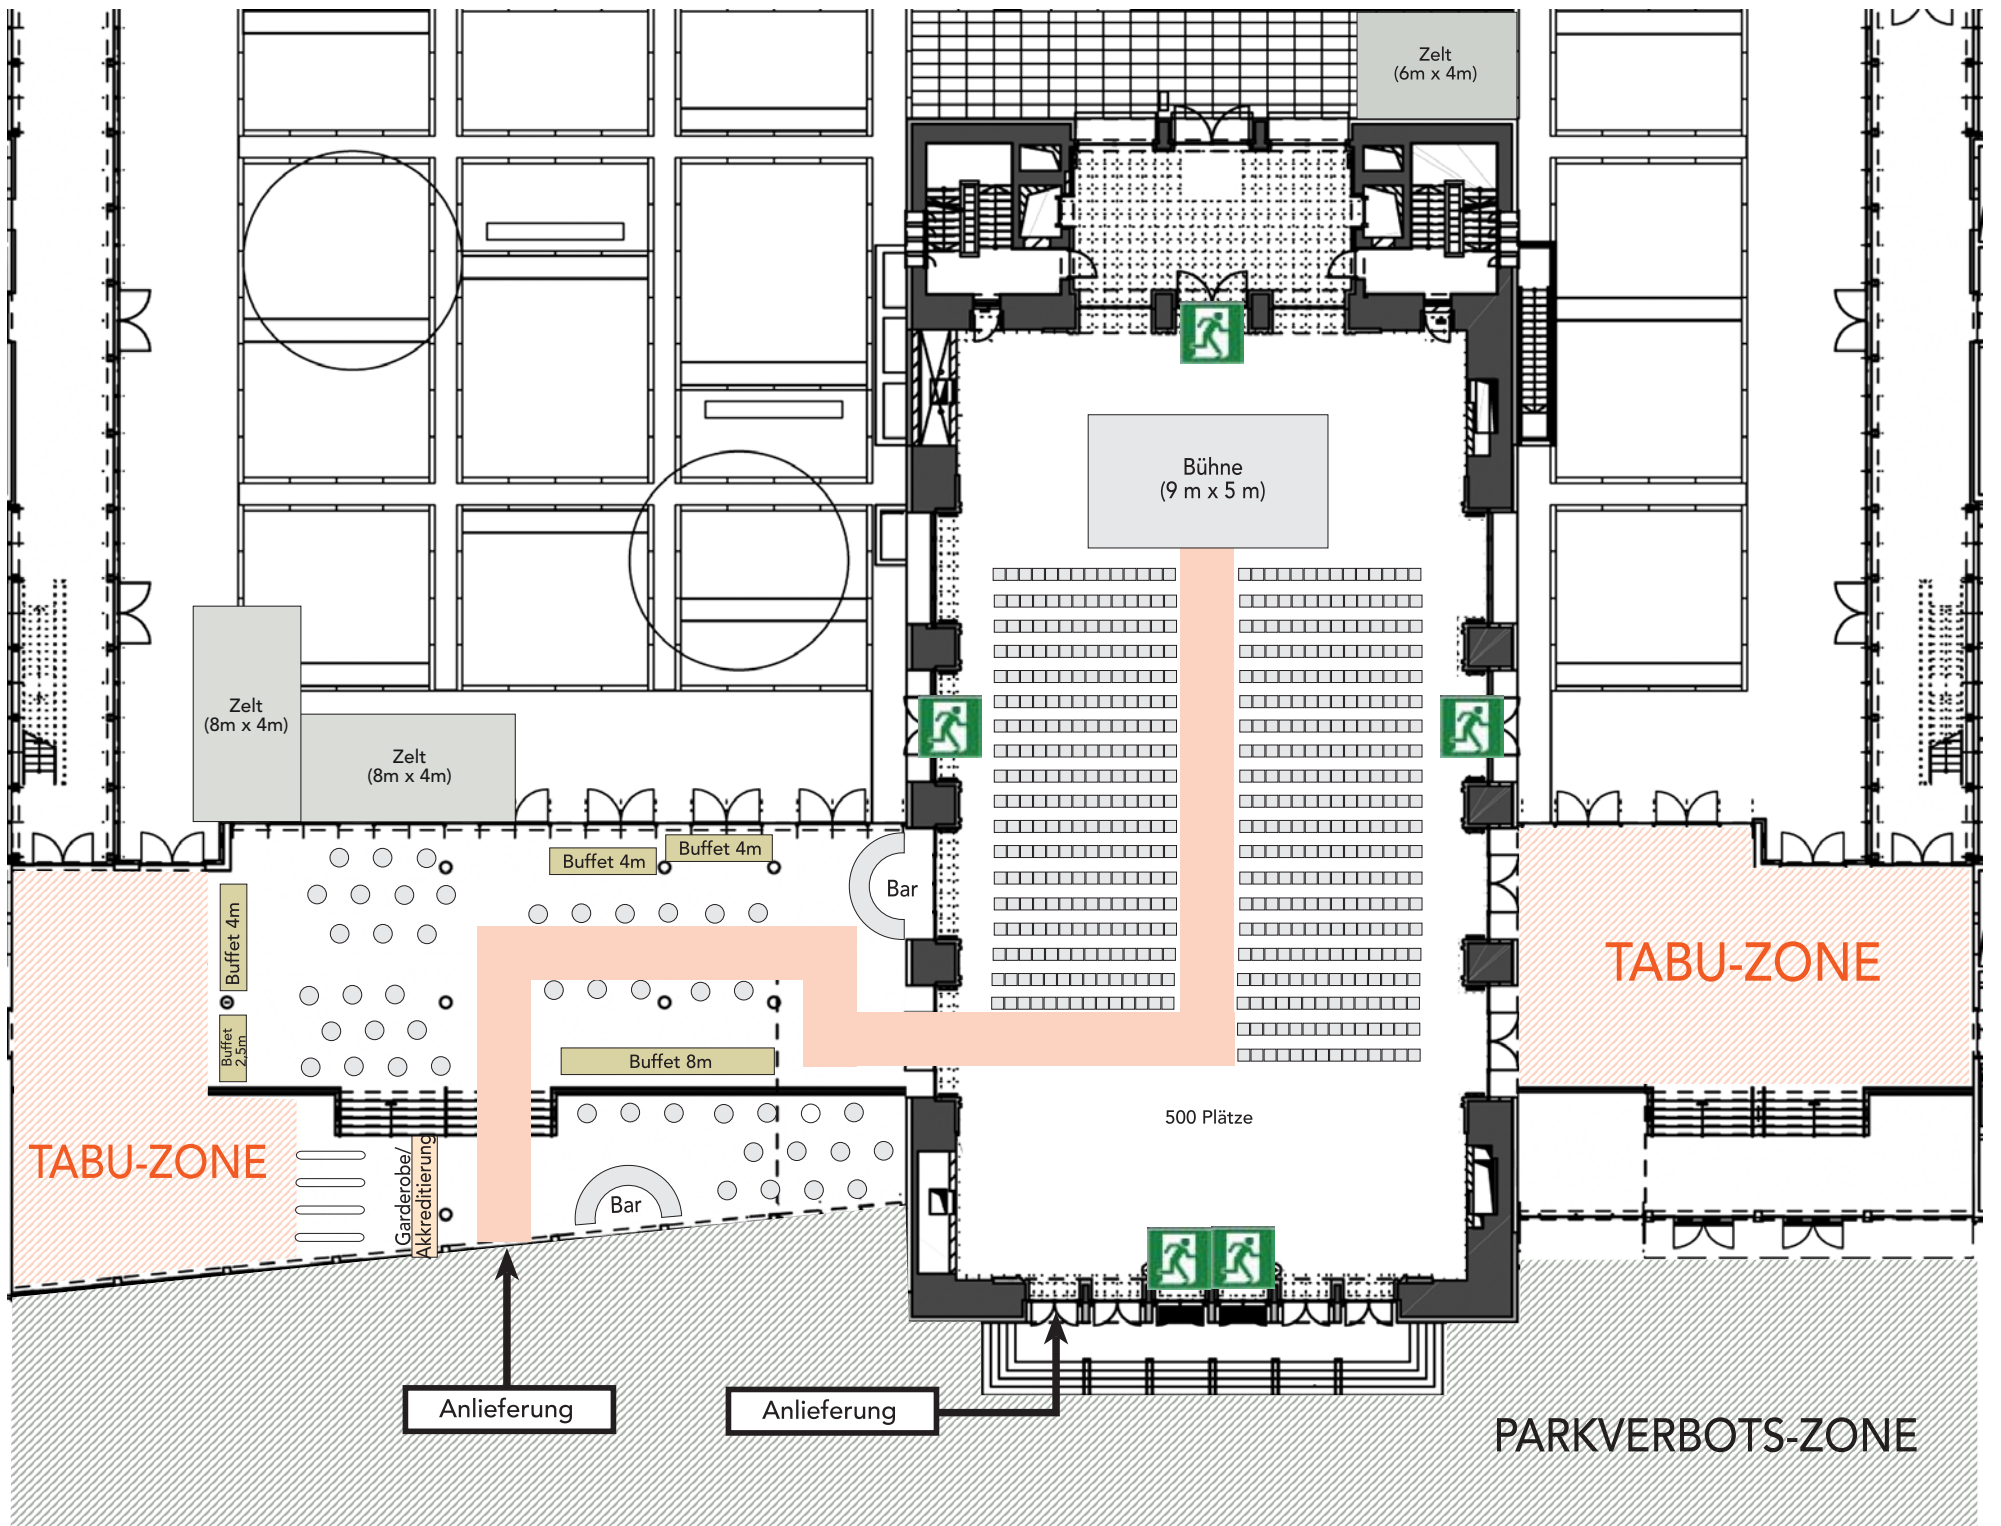 Zelt
(6m x 4m)
Bühne
(9 m x 5 m)
Zelt
(8m x 4m)
Zelt
(8m x 4m)
Buffet 4m
Buffet 4m
Bar
Buffet 4m
TABU-ZONE
Buffet
2,5m
Buffet 8m
500 Plätze
TABU-ZONE
Garderobe/
Akkreditierung
Bar
Anlieferung
Anlieferung
PARKVERBOTS-ZONE